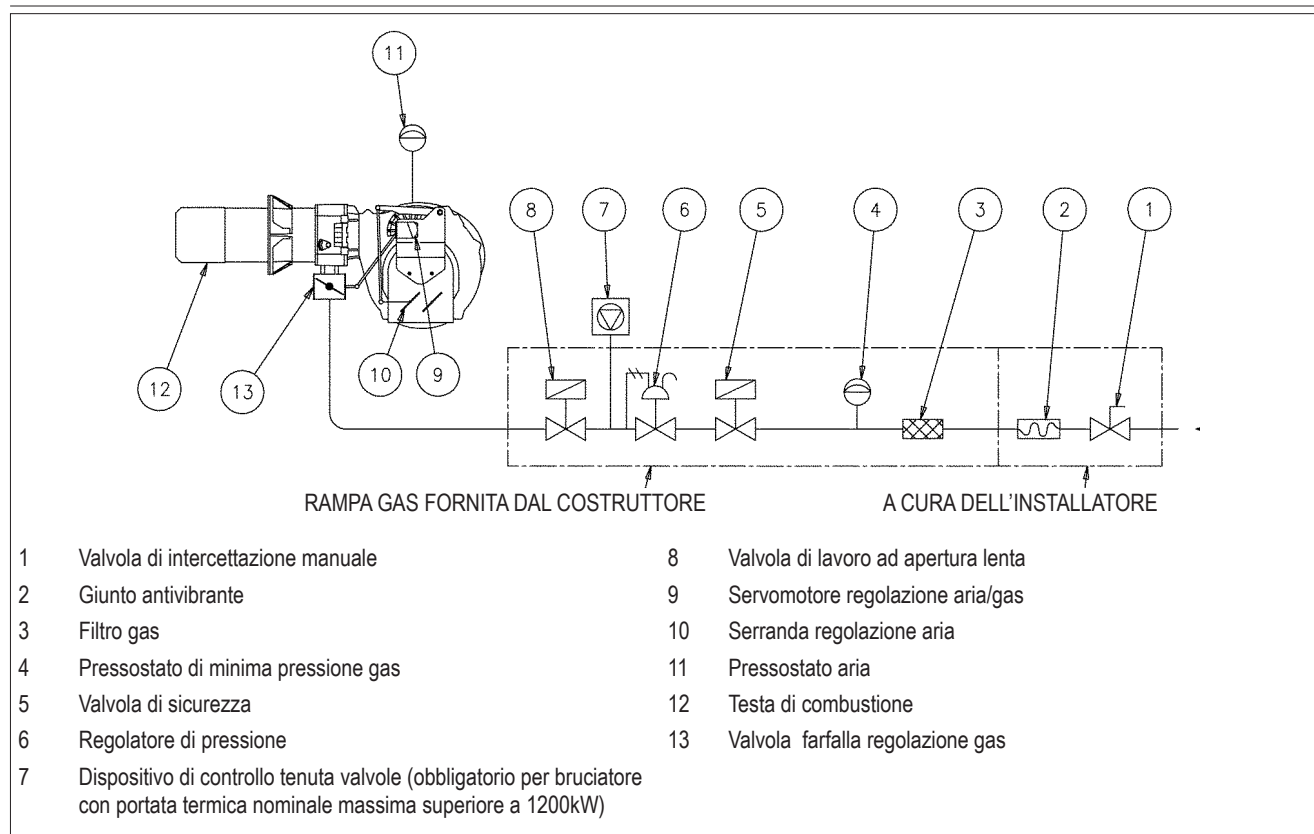 11
8
7
6
5
4
3
2
1
12
13
10
9
RAMPA GAS FORNITA DAL COSTRUTTORE
A CURA DELL'INSTALLATORE
1 Valvola di intercettazione manuale
2 Giunto antivibrante
3 Filtro gas
4 Pressostato di minima pressione gas
5 Valvola di sicurezza
6 Regolatore di pressione
7 Dispositivo di controllo tenuta valvole (obbligatorio per bruciatore
con portata termica nominale massima superiore a 1200kW)
8 Valvola di lavoro ad apertura lenta
9 Servomotore regolazione aria/gas
10 Serranda regolazione aria
11 Pressostato aria
12 Testa di combustione
13 Valvola farfalla regolazione gas